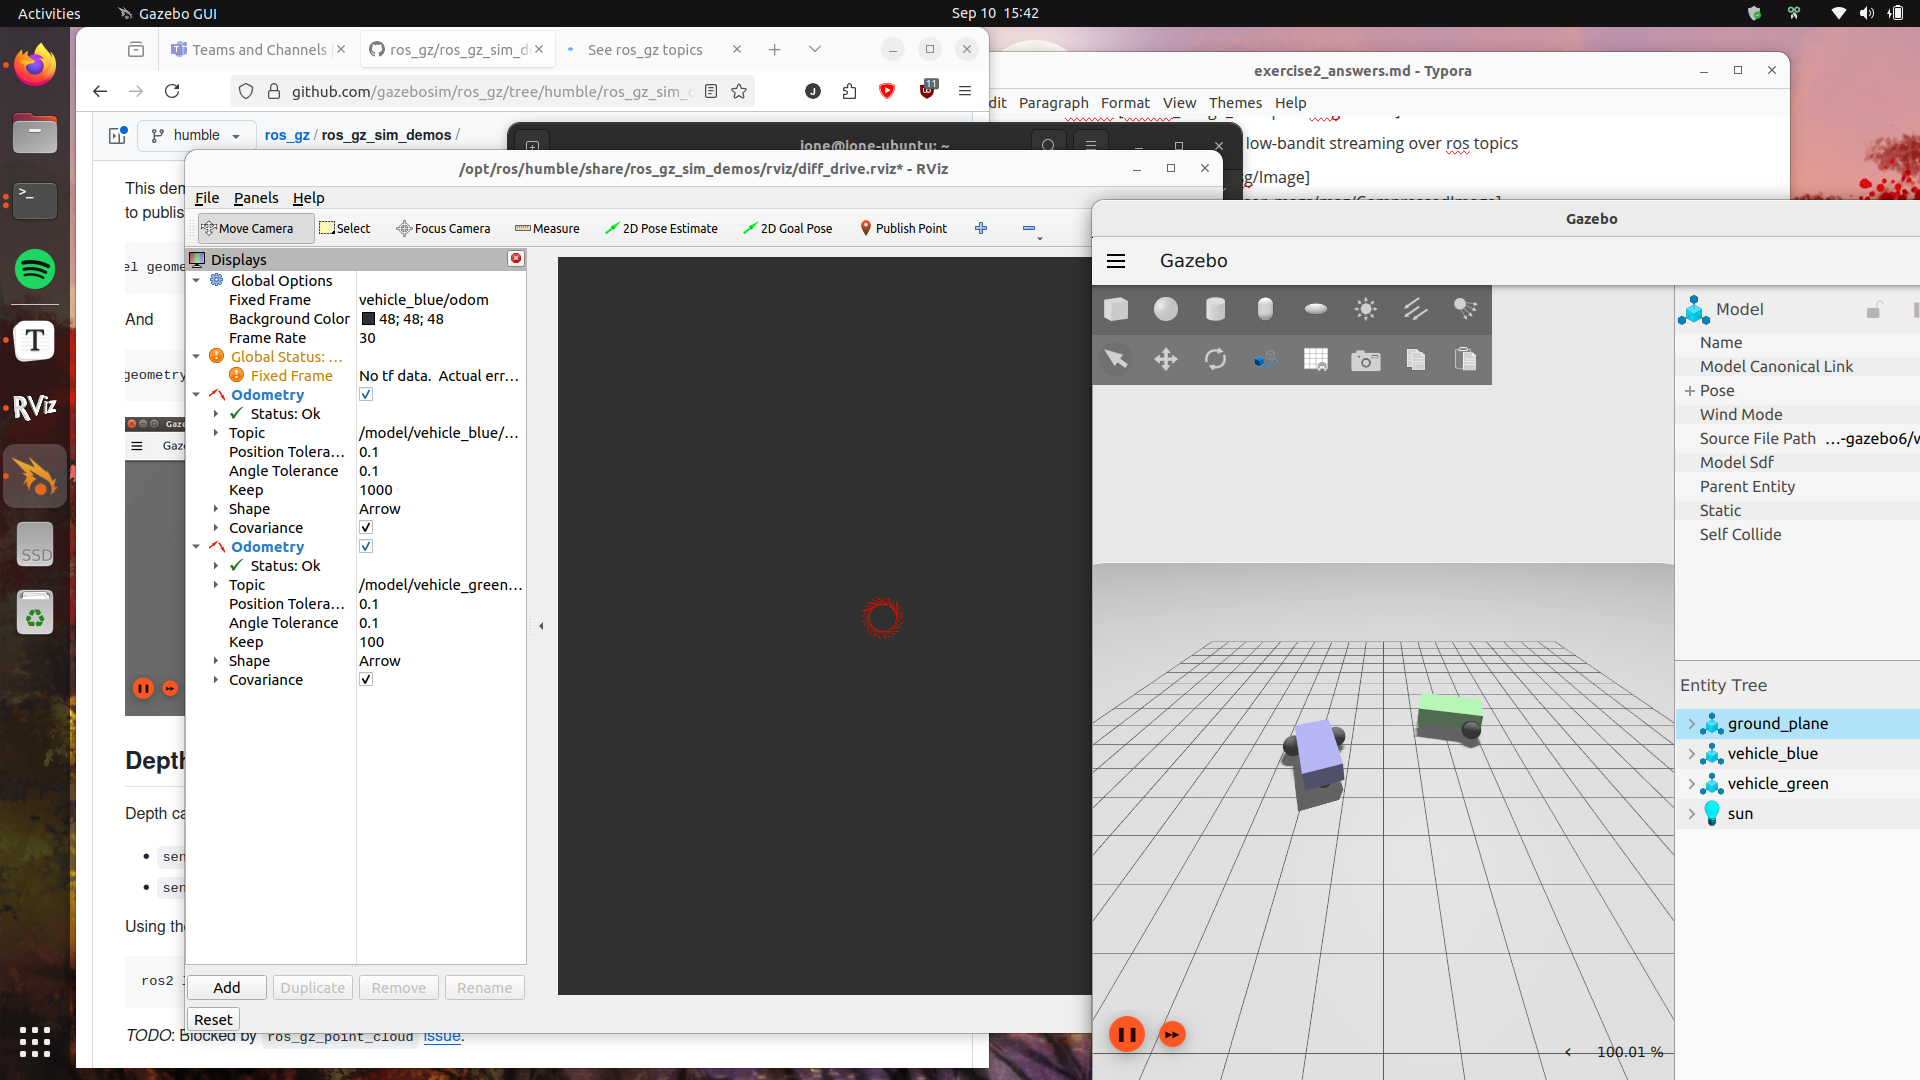 Activities
Gazebo GUI
Sep 10 15:42
Teams and Channels
ros_gz/ros_gz_sim_d
See ros_gz topics
github.com/gazebosim/ros_gz/tree/humble/ros_gz_sim_d
J
11
humble
ros_gz / ros_gz_sim_demos /
This den
to publis
el geome
And
geometry
Gaze
Gaz
Depth
Depth ca
sen
sen
Using the
ros2
TODO: Blocked by ros_gz_point_cloud issue.
jone@jone-ubuntu: ~
exercise2_answers.md - Typora
dit Paragraph Format View Themes Help
low-bandit streaming over ros topics
sg/Image]
/opt/ros/humble/share/ros_gz_sim_demos/rviz/diff_drive.rviz* - RViz
File Panels Help
Move Camera
Select
Focus Camera
Measure
2D Pose Estimate
2D Goal Pose
Publish Point
Displays
Global Options
Fixed Frame vehicle_blue/odom
Background Color 48; 48; 48
Frame Rate 30
Global Status: ...
Fixed Frame No tf data. Actual err...
Odometry
Status: Ok
Topic /model/vehicle_blue/...
Position Tolera... 0.1
Angle Tolerance 0.1
Keep 1000
Shape Arrow
Covariance
Odometry
Status: Ok
Topic /model/vehicle_green...
Position Tolera... 0.1
Angle Tolerance 0.1
Keep 100
Shape Arrow
Covariance
Add
Duplicate
Remove
Rename
Reset
Gazebo
Gazebo
Model
Name
Model Canonical Link
Pose
Wind Mode
Source File Path ...-gazebo6/v
Model Sdf
Parent Entity
Static
Self Collide
Entity Tree
ground_plane
vehicle_blue
vehicle_green
sun
100.01 %
T
RViz
SSD